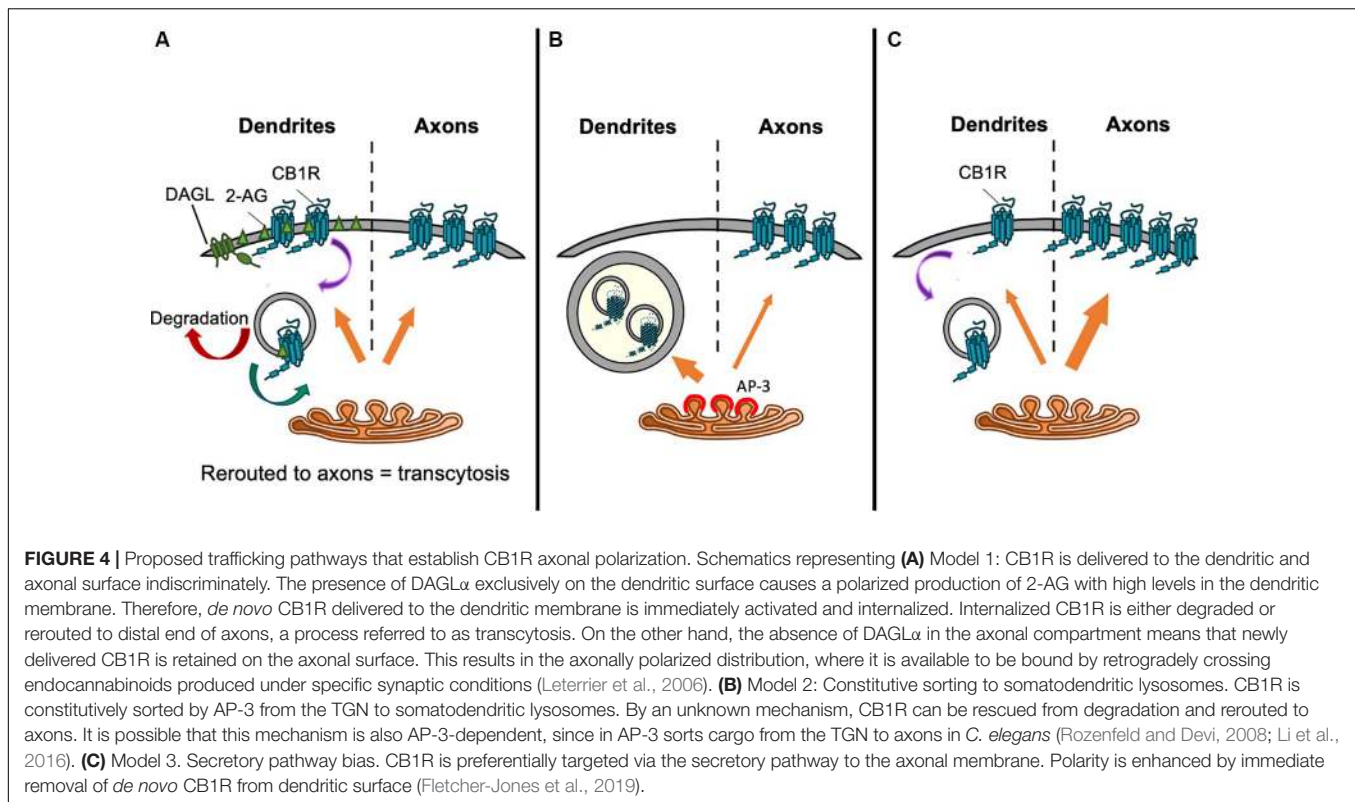 A
B
C
Dendrites
Axons
Dendrites
Axons
Dendrites
Axons
CB1R
2-AG
DAGL
CB1R
Degradation
AP-3
Rerouted to axons = transcytosis
FIGURE 4 | Proposed trafficking pathways that establish CB1R axonal polarization. Schematics representing (A) Model 1: CB1R is delivered to the dendritic and
axonal surface indiscriminately. The presence of DAGLα exclusively on the dendritic surface causes a polarized production of 2-AG with high levels in the dendritic
membrane. Therefore, de novo CB1R delivered to the dendritic membrane is immediately activated and internalized. Internalized CB1R is either degraded or
rerouted to distal end of axons, a process referred to as transcytosis. On the other hand, the absence of DAGLα in the axonal compartment means that newly
delivered CB1R is retained on the axonal surface. This results in the axonally polarized distribution, where it is available to be bound by retrogradely crossing
endocannabinoids produced under specific synaptic conditions (Leterrier et al., 2006). (B) Model 2: Constitutive sorting to somatodendritic lysosomes. CB1R is
constitutively sorted by AP-3 from the TGN to somatodendritic lysosomes. By an unknown mechanism, CB1R can be rescued from degradation and rerouted to
axons. It is possible that this mechanism is also AP-3-dependent, since in AP-3 sorts cargo from the TGN to axons in C. elegans (Rozenfeld and Devi, 2008; Li et al.,
2016). (C) Model 3. Secretory pathway bias. CB1R is preferentially targeted via the secretory pathway to the axonal membrane. Polarity is enhanced by immediate
removal of de novo CB1R from dendritic surface (Fletcher-Jones et al., 2019).